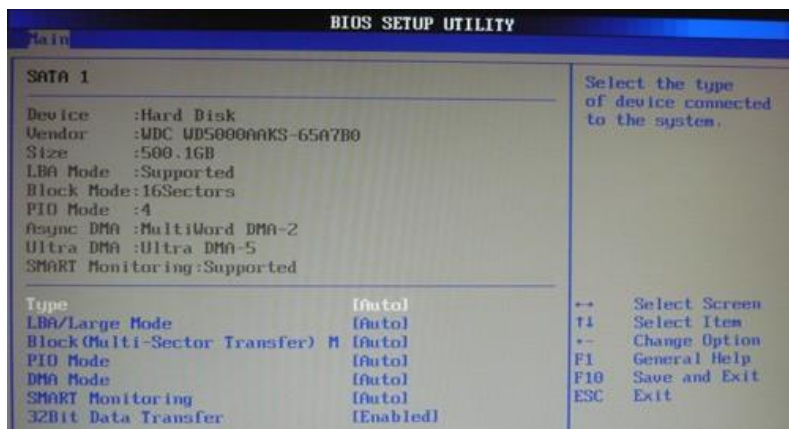 BIOS SETUP UTILITY
Main
SATA 1
Device :Hard Disk
Vendor :WDC WD5000AAKS-65A7B0
Size :500.1GB
LBA Mode :Supported
Block Mode:16Sectors
PIO Mode :4
Async DMA :MultiWord DMA-2
Ultra DMA :Ultra DMA-5
SMART Monitoring:Supported
Type [Auto]
LBA/Large Mode [Auto]
Block(Multi-Sector Transfer) M [Auto]
PIO Mode [Auto]
DMA Mode [Auto]
SMART Monitoring [Auto]
32Bit Data Transfer [Enabled]
Select the type
of device connected
to the system.
↔ Select Screen
↑↓ Select Item
+- Change Option
F1 General Help
F10 Save and Exit
ESC Exit